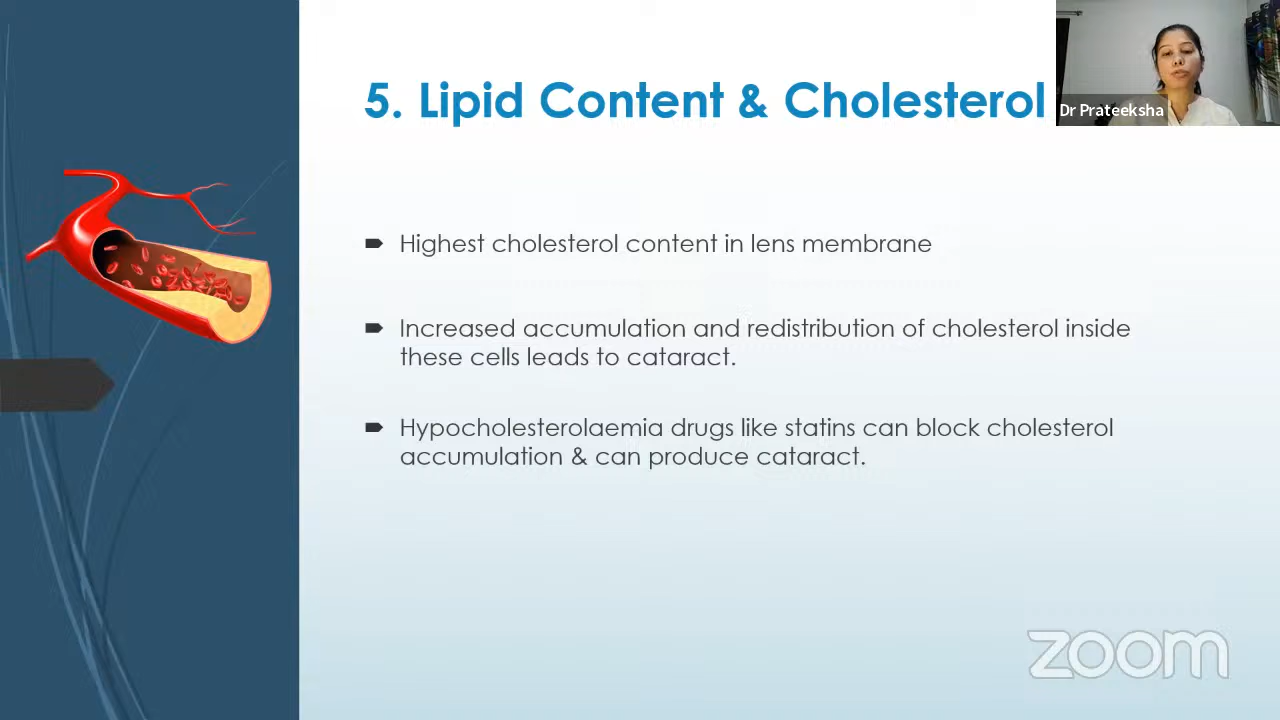 5. Lipid Content & Cholesterol
Dr Prateeksha
Highest cholesterol content in lens membrane
Increased accumulation and redistribution of cholesterol inside
these cells leads to cataract.
Hypocholesterolaemia drugs like statins can block cholesterol
accumulation & can produce cataract.
zoom